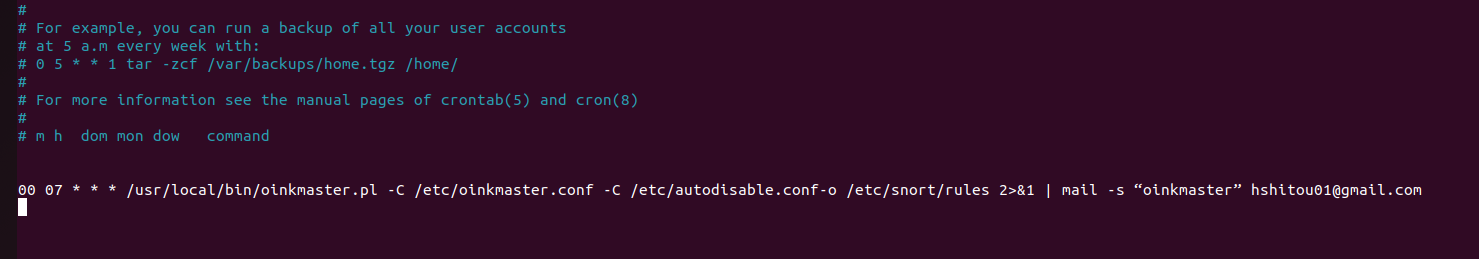 #
# For example, you can run a backup of all your user accounts
# at 5 a.m every week with:
# 0 5 * * 1 tar -zcf /var/backups/home.tgz /home/
#
# For more information see the manual pages of crontab(5) and cron(8)
#
# m h  dom mon dow   command
00 07 * * * /usr/local/bin/oinkmaster.pl -C /etc/oinkmaster.conf -C /etc/autodisable.conf-o /etc/snort/rules 2>&1 | mail -s “oinkmaster” hshitou01@gmail.com